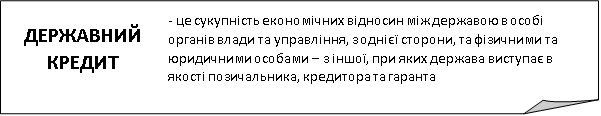 ДЕРЖАВНИЙ
КРЕДИТ
- це сукупність економічних відносин між державою в особі
органів влади та управління, з однієї сторони, та фізичними та
юридичними особами – з іншої, при яких держава виступає в
якості позичальника, кредитора та гаранта